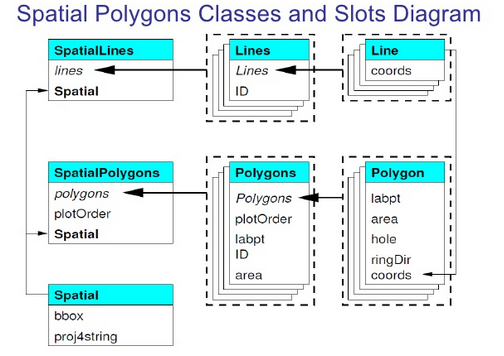 Spatial Polygons Classes and Slots Diagram
SpatialLines
lines
Spatial
Lines
Lines
ID
Line
coords
SpatialPolygons
polygons
plotOrder
Spatial
Polygons
Polygons
plotOrder
labpt
ID
area
Polygon
labpt
area
hole
ringDir
coords
Spatial
bbox
proj4string